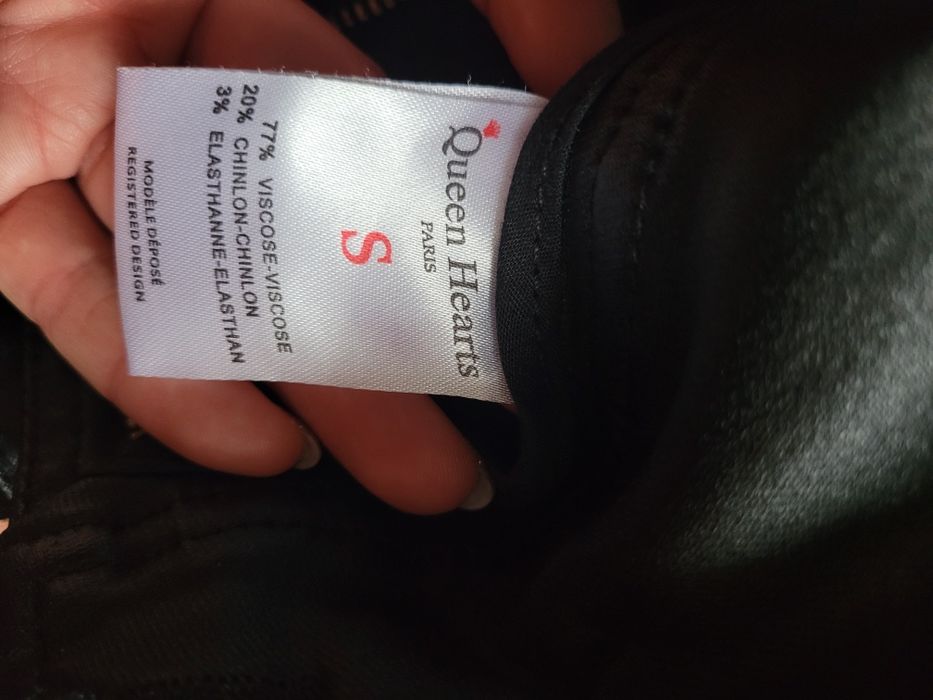 Queen Hearts
PARIS
S
77% VISCOSE-VISCOSE
20% CHINLON-CHINLON
3% ELASTHANNE-ELASTHAN
MODÈLE DÉPOSÉ
REGISTERED DESIGN